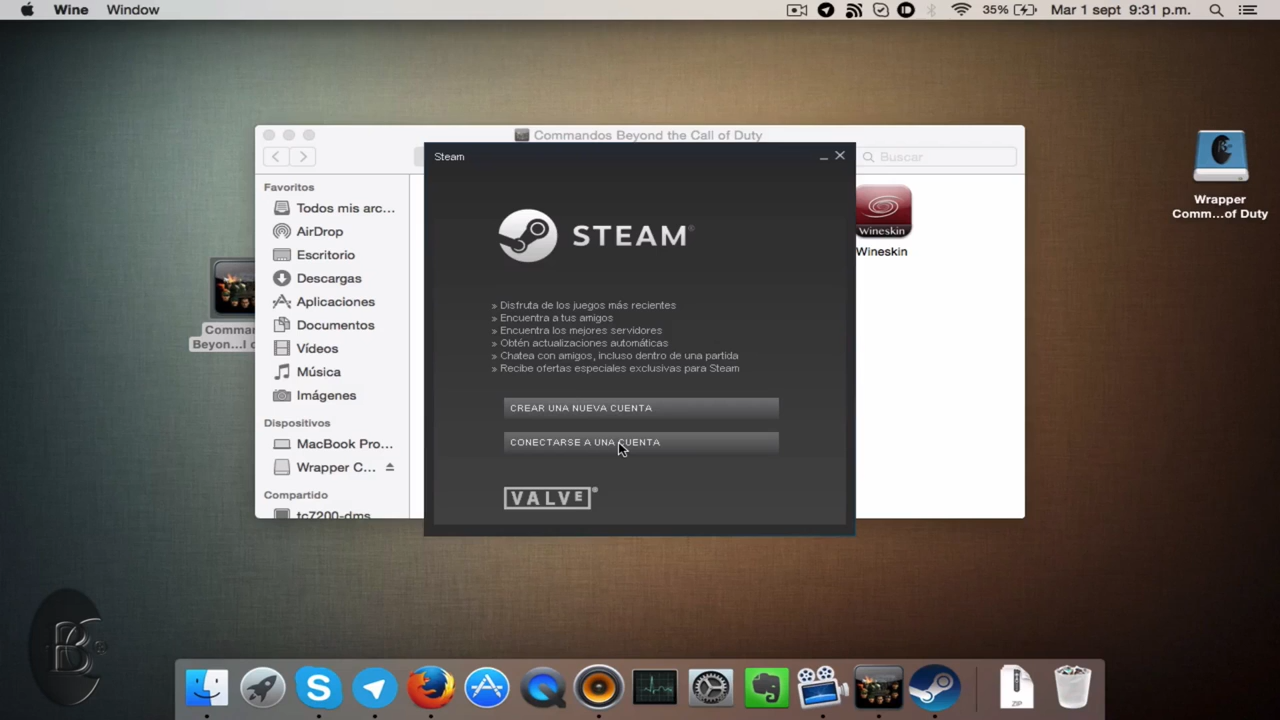 Wine Window 35% Mar 1 sept 9:31 p.m.
Commandos Beyond the Call of Duty
Buscar
Favoritos
Todos mis arc...
AirDrop
Escritorio
Descargas
Aplicaciones
Documentos
Vídeos
Música
Imágenes
Dispositivos
MacBook Pro...
Wrapper C...
Compartido
tc7200-dms
Comma
Beyon...l
Steam
STEAM®
» Disfruta de los juegos más recientes
» Encuentra a tus amigos
» Encuentra los mejores servidores
» Obtén actualizaciones automáticas
» Chatea con amigos, incluso dentro de una partida
» Recibe ofertas especiales exclusivas para Steam
CREAR UNA NUEVA CUENTA
CONECTARSE A UNA CUENTA
VALVE®
Wineskin
Wineskin
Wrapper
Comm...of Duty
ZIP